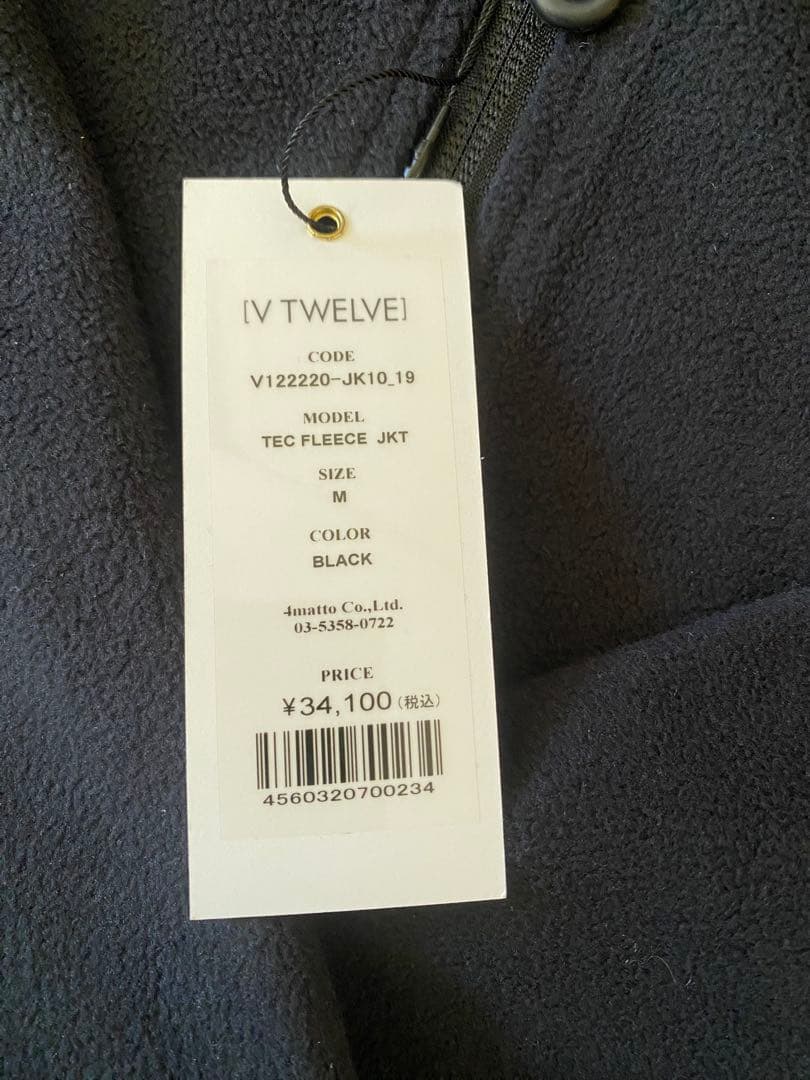 [V TWELVE]
CODE
V122220-JK10_19
MODEL
TEC FLEECE JKT
SIZE
M
COLOR
BLACK
4matto Co.,Ltd.
03-5358-0722
PRICE
¥34,100(税込)
4560320700234